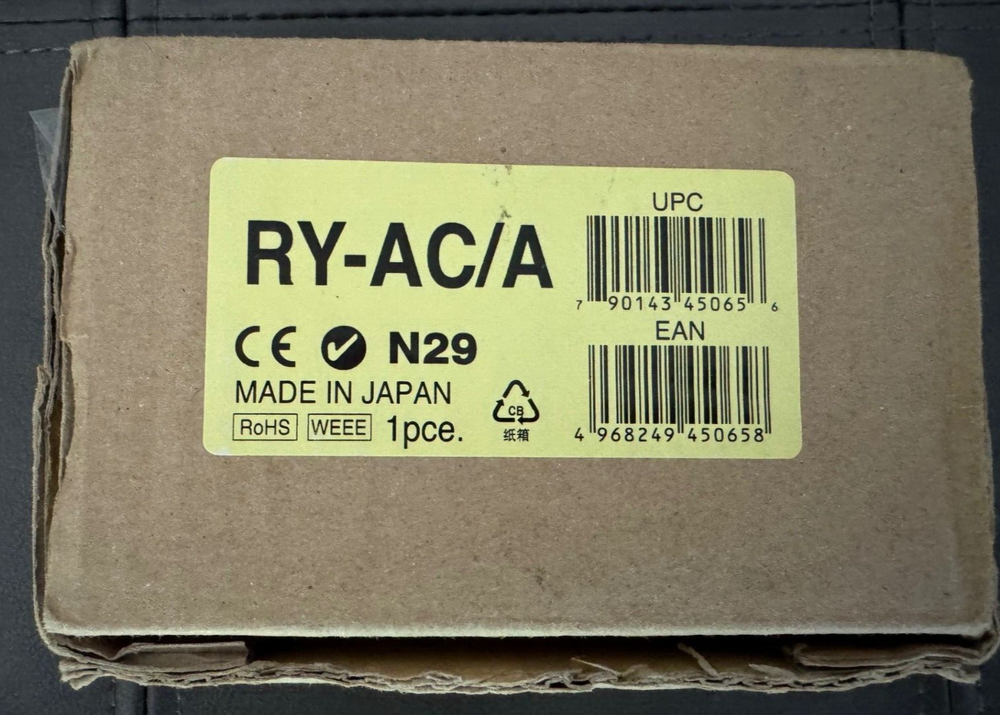 RY-AC/A
CE N29
MADE IN JAPAN
RoHS WEEE 1pce.
CB
纸箱
UPC
7 90143 45065 6
EAN
4 968249 450658